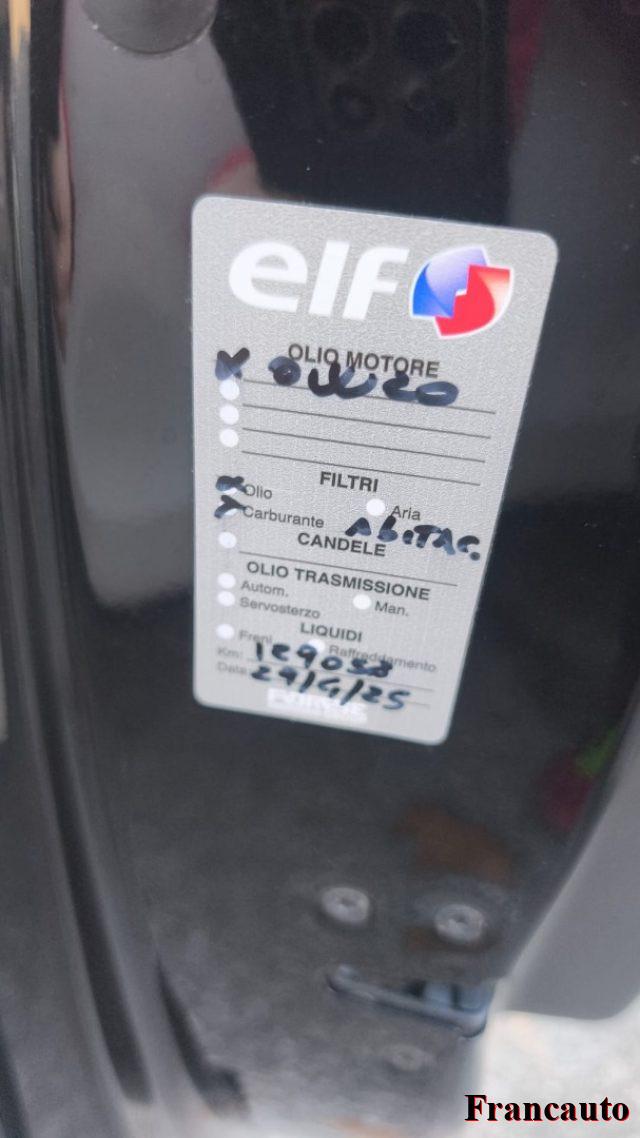 elf
OLIO MOTORE
X 0W20
FILTRI
X Olio
Aria
X Carburante ABITAC.
CANDELE
OLIO TRASMISSIONE
Autom.
Man.
Servosterzo
LIQUIDI
Freni
Raffreddamento
Km:
Data: 29/4/25
Francauto